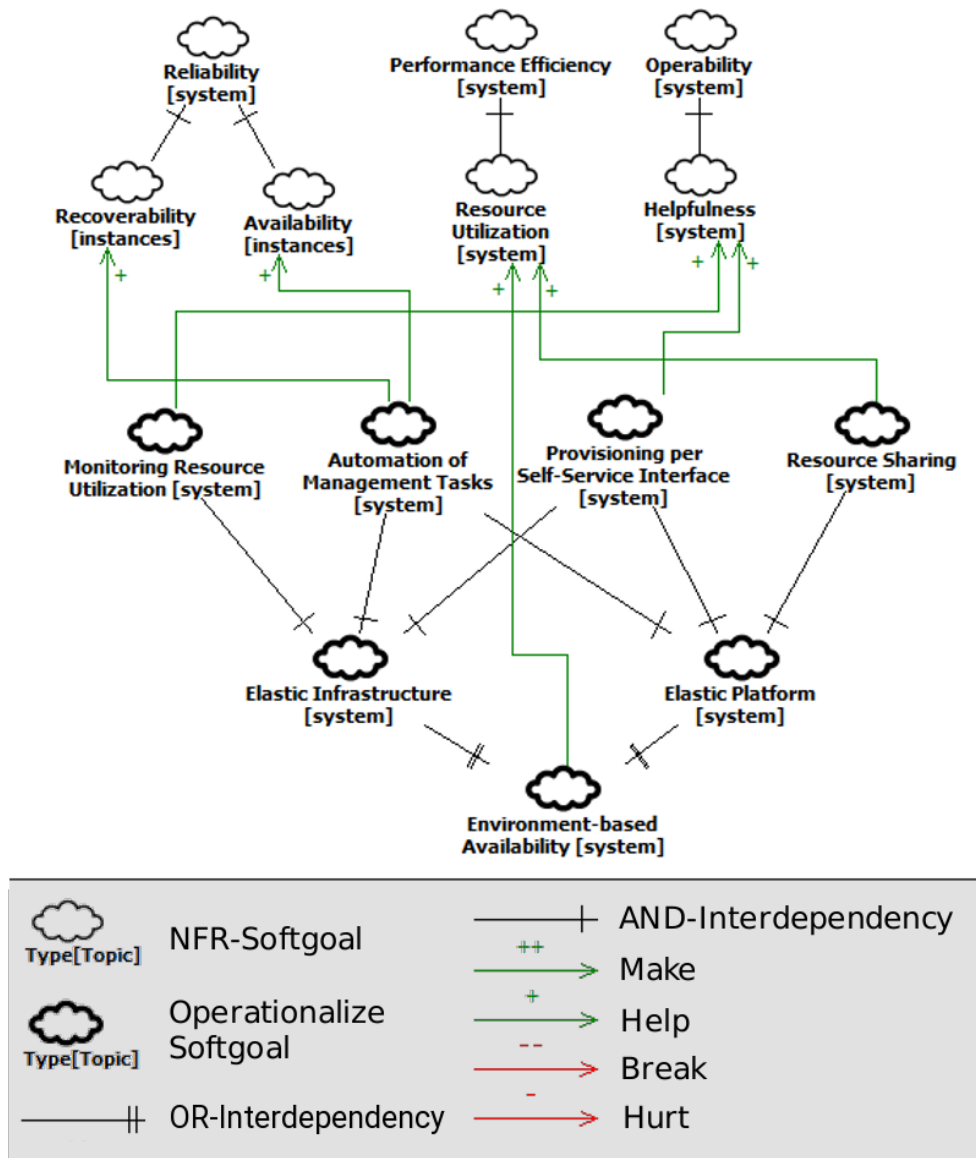 Reliability
[system]
Performance Efficiency
[system]
Operability
[system]
Recoverability
[instances]
Availability
[instances]
Resource
Utilization
[system]
Helpfulness
[system]
+
+
+
+
+
+
Monitoring Resource
Utilization [system]
Automation of
Management Tasks
[system]
Provisioning per
Self-Service Interface
[system]
Resource Sharing
[system]
Elastic Infrastructure
[system]
Elastic Platform
[system]
Environment-based
Availability [system]
Type[Topic]
NFR-Softgoal
Type[Topic]
Operationalize
Softgoal
OR-Interdependency
AND-Interdependency
++
Make
+
Help
--
Break
-
Hurt